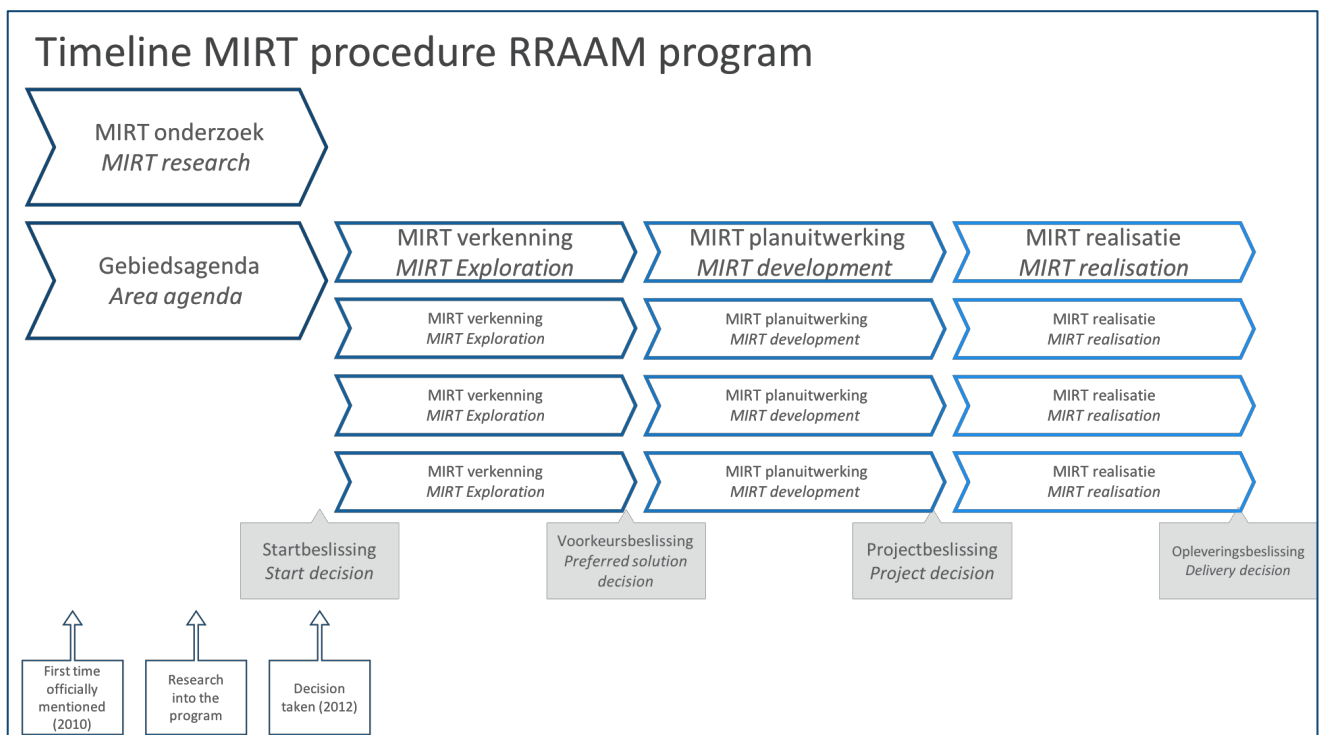 Timeline MIRT procedure RRAAM program
MIRT onderzoek
MIRT research
Gebiedsagenda
Area agenda
MIRT verkenning
MIRT Exploration
MIRT planuitwerking
MIRT development
MIRT realisatie
MIRT realisation
MIRT verkenning
MIRT Exploration
MIRT planuitwerking
MIRT development
MIRT realisatie
MIRT realisation
MIRT verkenning
MIRT Exploration
MIRT planuitwerking
MIRT development
MIRT realisatie
MIRT realisation
MIRT verkenning
MIRT Exploration
MIRT planuitwerking
MIRT development
MIRT realisatie
MIRT realisation
Startbeslissing
Start decision
Voorkeursbeslissing
Preferred solution
decision
Projectbeslissing
Project decision
Opleveringsbeslissing
Delivery decision
First time
officially
mentioned
(2010)
Research
into the
program
Decision
taken (2012)